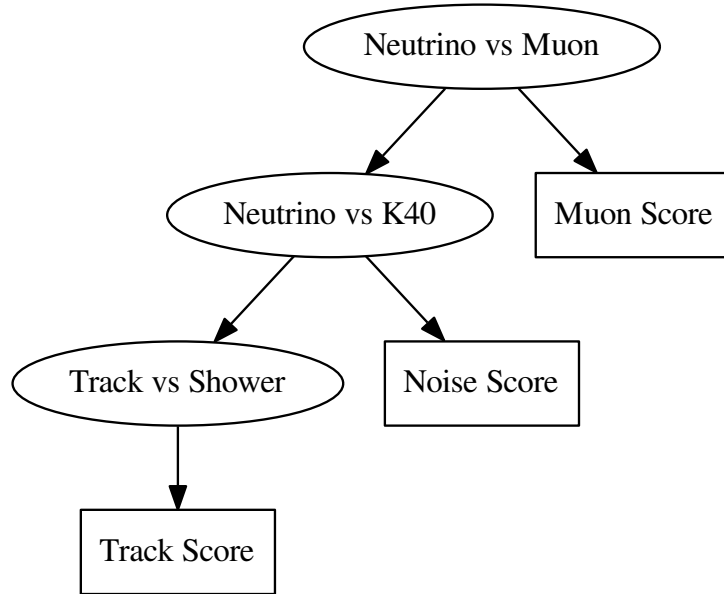 Neutrino vs Muon
Neutrino vs K40
Muon Score
Track vs Shower
Noise Score
Track Score